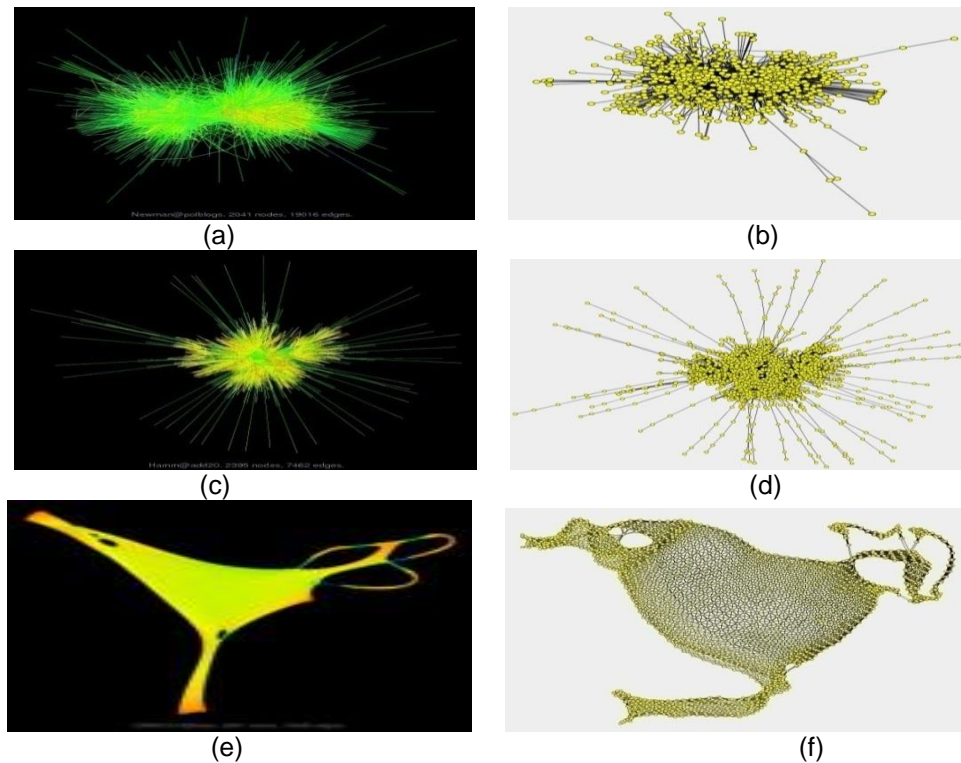 Newman@polblogs. 2041 nodes, 19016 edges.
(a)
(b)
Hamm@add20. 2395 nodes, 7462 edges.
(c)
(d)
(e)
(f)